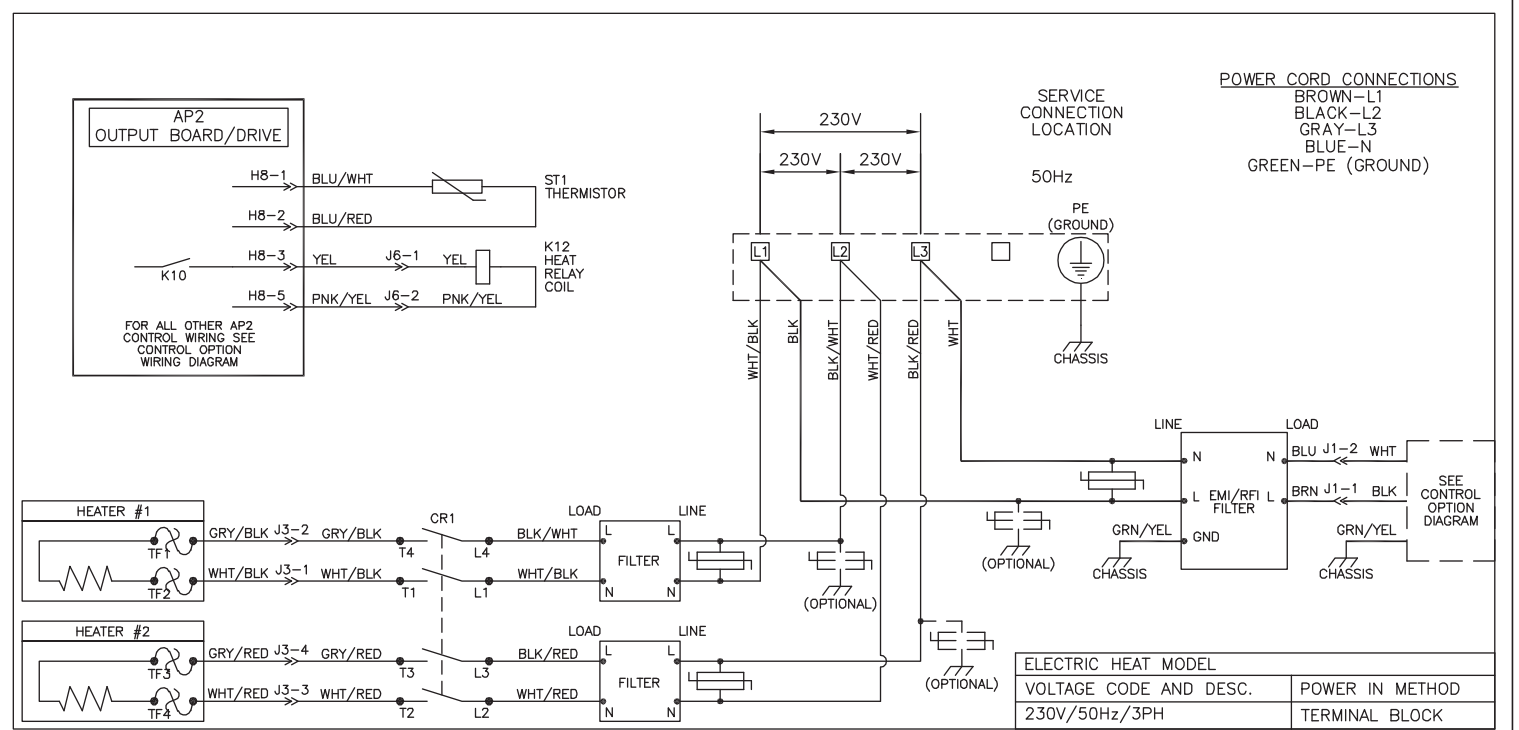 POWER CORD CONNECTIONS
BROWN-L1
BLACK-L2
GRAY-L3
BLUE-N
GREEN-PE (GROUND)
SERVICE
CONNECTION
LOCATION
50Hz
230V
230V
230V
PE
(GROUND)
L1
L2
L3
CHASSIS
AP2
OUTPUT BOARD/DRIVE
H8-1
BLU/WHT
ST1
THERMISTOR
H8-2
BLU/RED
H8-3
YEL
J6-1
YEL
K12
HEAT
RELAY
COIL
K10
H8-5
PNK/YEL
J6-2
PNK/YEL
FOR ALL OTHER AP2
CONTROL WIRING SEE
CONTROL OPTION
WIRING DIAGRAM
WHT/BLK
BLK
BLK/WHT
WHT/RED
BLK/RED
WHT
LINE
LOAD
N
N
BLU
J1-2
WHT
L
EMI/RFI
FILTER
L
BRN
J1-1
BLK
GND
GRN/YEL
CHASSIS
GRN/YEL
CHASSIS
SEE
CONTROL
OPTION
DIAGRAM
(OPTIONAL)
HEATER #1
TF1
GRY/BLK
J3-2
GRY/BLK
T4
CR1
L4
BLK/WHT
LOAD
LINE
L
L
FILTER
TF2
WHT/BLK
J3-1
WHT/BLK
T1
L1
WHT/BLK
N
N
(OPTIONAL)
HEATER #2
TF3
GRY/RED
J3-4
GRY/RED
T3
L3
BLK/RED
LOAD
LINE
L
L
FILTER
TF4
WHT/RED
J3-3
WHT/RED
T2
L2
WHT/RED
N
N
(OPTIONAL)
ELECTRIC HEAT MODEL
VOLTAGE CODE AND DESC.
POWER IN METHOD
230V/50Hz/3PH
TERMINAL BLOCK